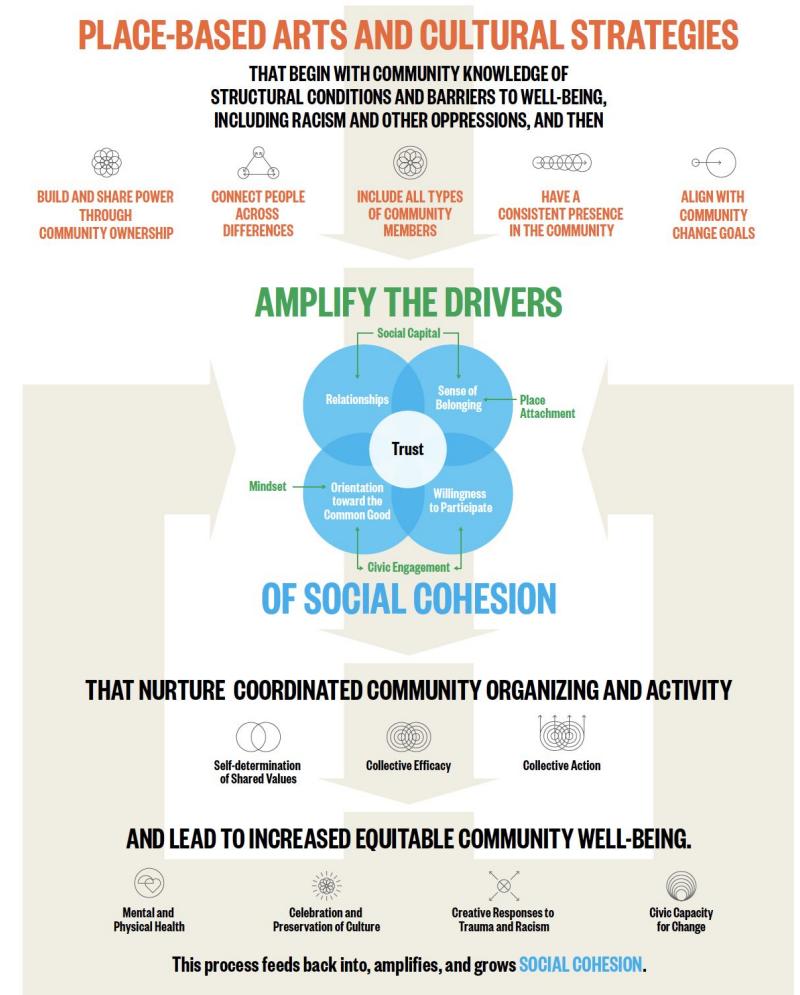 PLACE-BASED ARTS AND CULTURAL STRATEGIES
THAT BEGIN WITH COMMUNITY KNOWLEDGE OF
STRUCTURAL CONDITIONS AND BARRIERS TO WELL-BEING,
INCLUDING RACISM AND OTHER OPPRESSIONS, AND THEN
BUILD AND SHARE POWER
THROUGH
COMMUNITY OWNERSHIP
CONNECT PEOPLE
ACROSS
DIFFERENCES
INCLUDE ALL TYPES
OF COMMUNITY
MEMBERS
HAVE A
CONSISTENT PRESENCE
IN THE COMMUNITY
ALIGN WITH
COMMUNITY
CHANGE GOALS
AMPLIFY THE DRIVERS
Social Capital
Relationships
Sense of
Belonging
Place
Attachment
Trust
Mindset
Orientation
toward the
Common Good
Willingness
to Participate
Civic Engagement
OF SOCIAL COHESION
THAT NURTURE COORDINATED COMMUNITY ORGANIZING AND ACTIVITY
Self-determination
of Shared Values
Collective Efficacy
Collective Action
AND LEAD TO INCREASED EQUITABLE COMMUNITY WELL-BEING.
Mental and
Physical Health
Celebration and
Preservation of Culture
Creative Responses to
Trauma and Racism
Civic Capacity
for Change
This process feeds back into, amplifies, and grows SOCIAL COHESION.